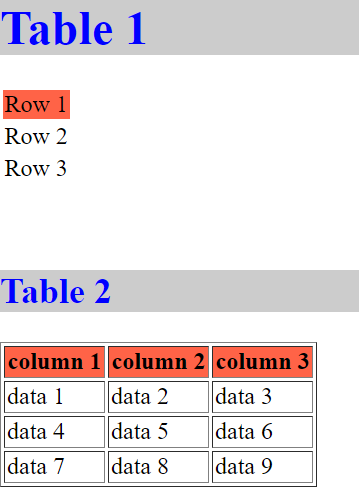 Table 1
Row 1
Row 2
Row 3
Table 2
column 1 column 2 column 3
data 1 data 2 data 3
data 4 data 5 data 6
data 7 data 8 data 9